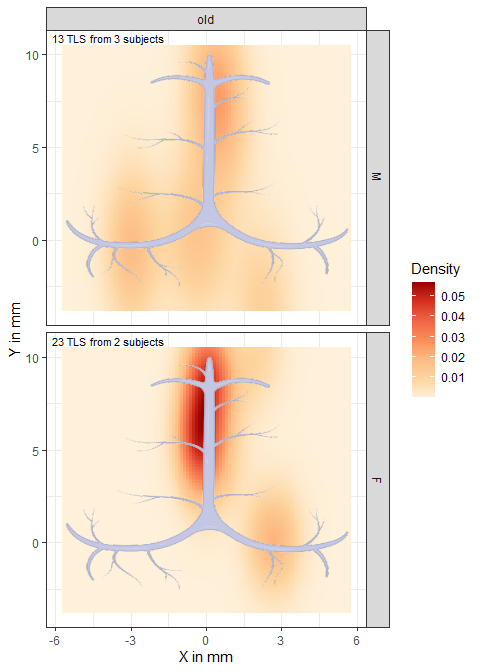 old
13 TLS from 3 subjects
10
5
0
M
23 TLS from 2 subjects
10
5
0
F
Y in mm
-6
-3
0
3
6
X in mm
Density
0.05
0.04
0.03
0.02
0.01